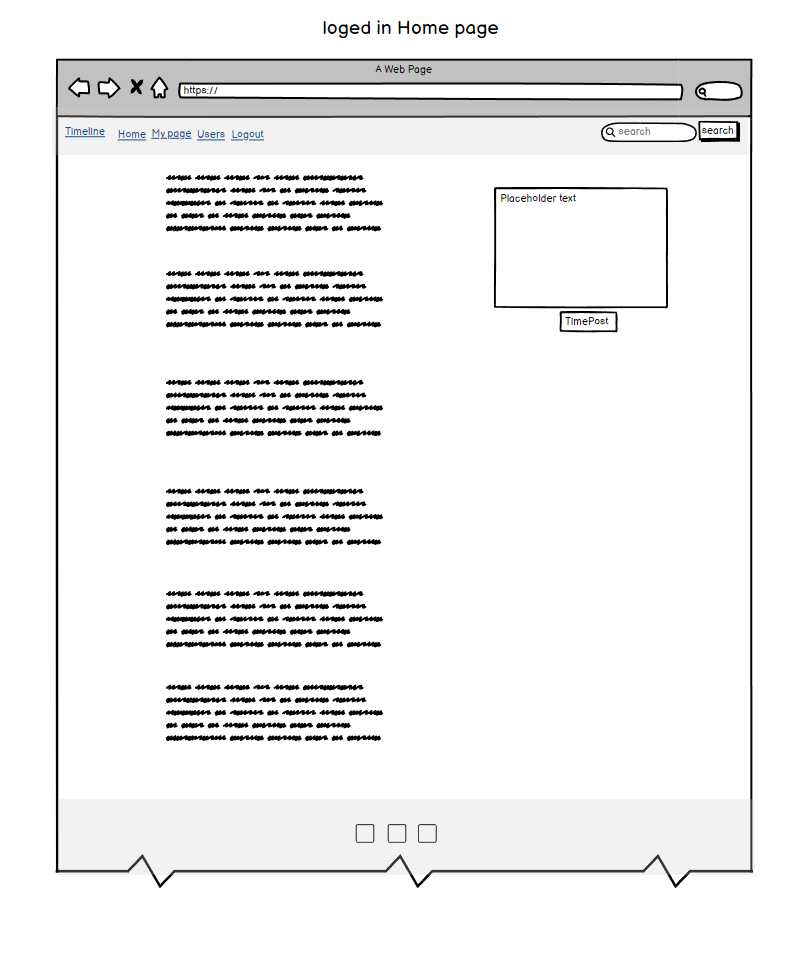 loged in Home page
A Web Page
https://
Timeline Home My page Users Logout search search
Placeholder text
TimePost